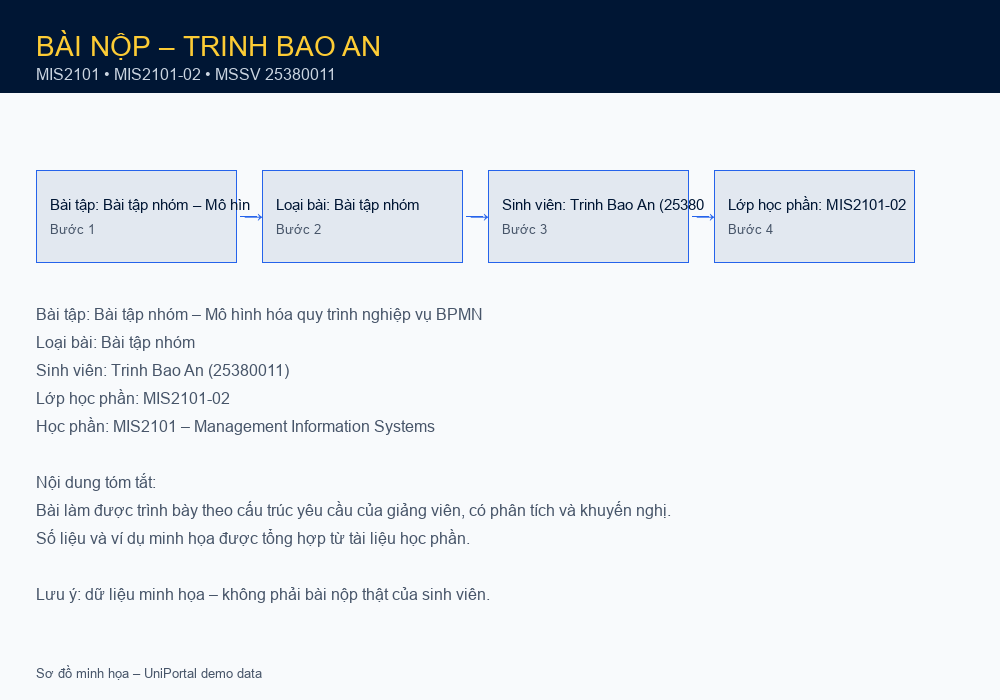 BÀI NỘP – TRINH BAO AN
MIS2101 • MIS2101-02 • MSSV 25380011
Bài tập: Bài tập nhóm – Mô hìn
Bước 1
Loại bài: Bài tập nhóm
Bước 2
Sinh viên: Trinh Bao An (25380
Bước 3
Lớp học phần: MIS2101-02
Bước 4
Bài tập: Bài tập nhóm – Mô hình hóa quy trình nghiệp vụ BPMN
Loại bài: Bài tập nhóm
Sinh viên: Trinh Bao An (25380011)
Lớp học phần: MIS2101-02
Học phần: MIS2101 – Management Information Systems
Nội dung tóm tắt:
Bài làm được trình bày theo cấu trúc yêu cầu của giảng viên, có phân tích và khuyến nghị.
Số liệu và ví dụ minh họa được tổng hợp từ tài liệu học phần.
Lưu ý: dữ liệu minh họa – không phải bài nộp thật của sinh viên.
Sơ đồ minh họa – UniPortal demo data